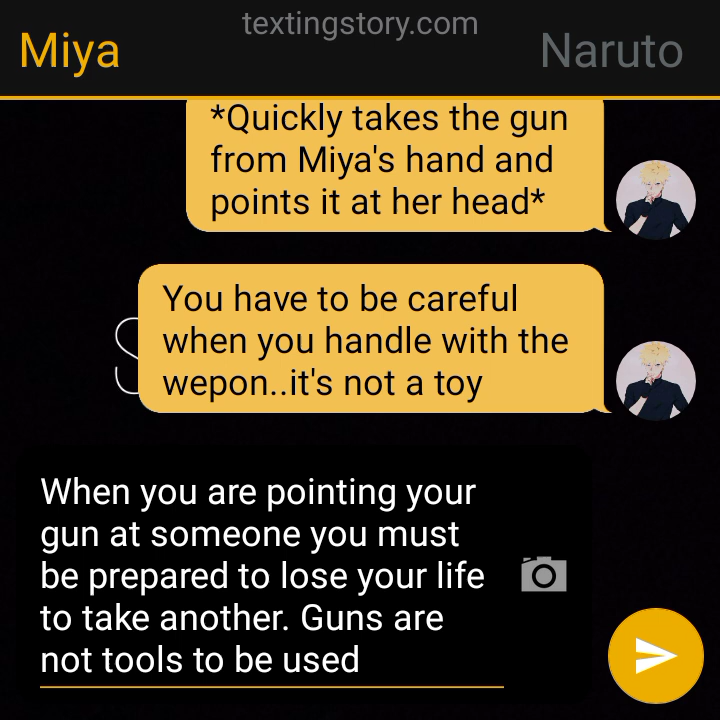 textingstory.com
Miya
Naruto
*Quickly takes the gun
from Miya's hand and
points it at her head*
You have to be careful
when you handle with the
wepon..it's not a toy
When you are pointing your
gun at someone you must
be prepared to lose your life
to take another. Guns are
not tools to be used